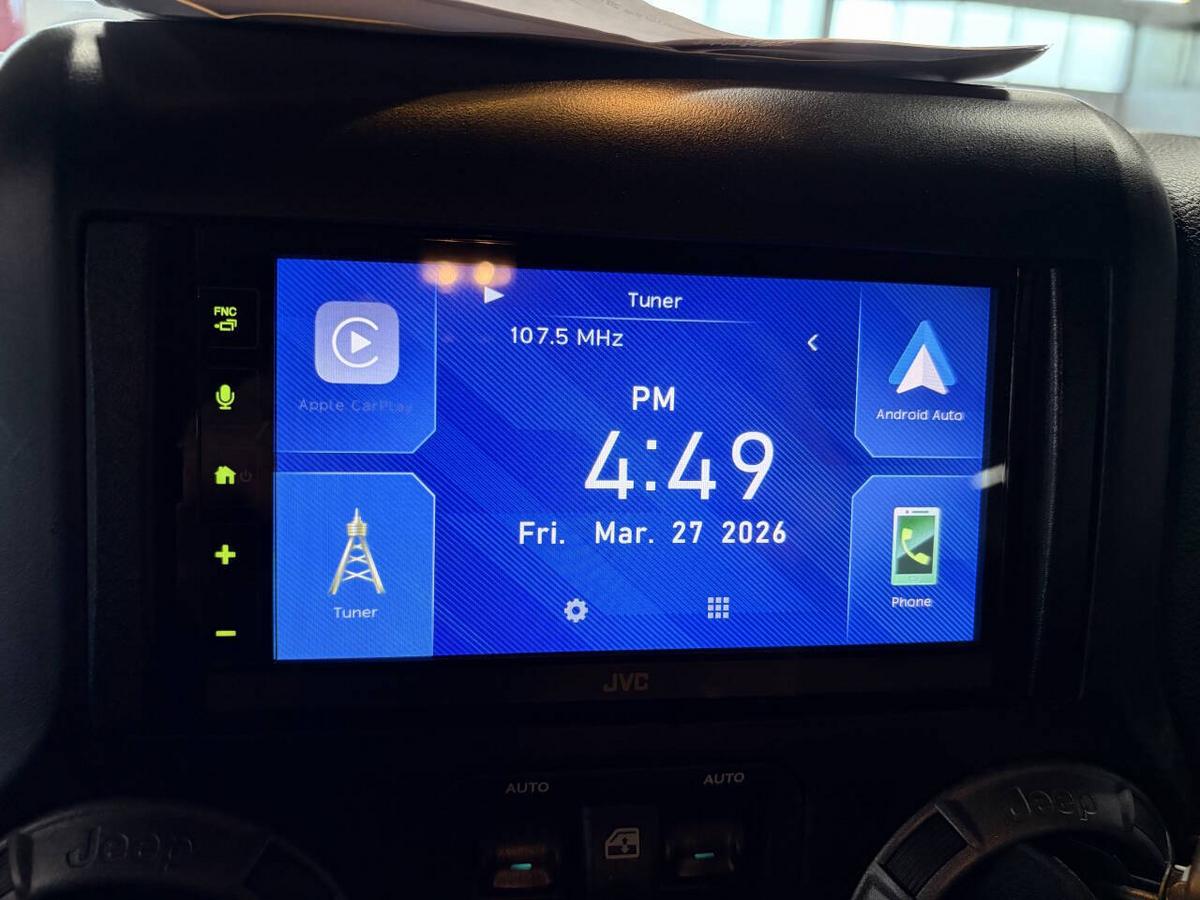 FNC
Apple CarPlay
Tuner
Tuner
107.5 MHz
PM
4:49
Fri. Mar. 27 2026
Android Auto
Phone
JVC
AUTO
AUTO
Jeep
Jeep